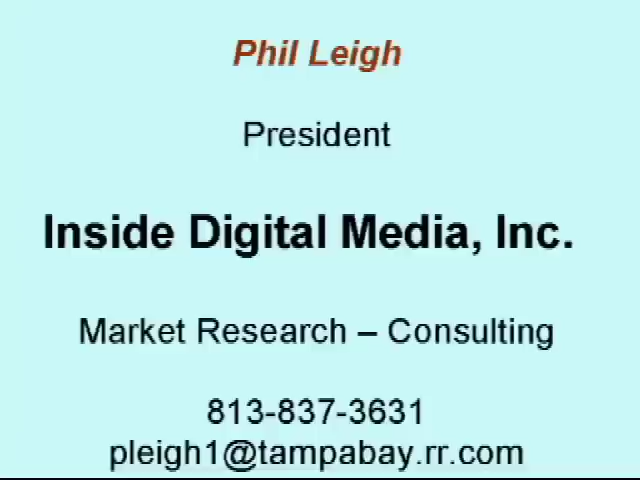 Phil Leigh
President
Inside Digital Media, Inc.
Market Research – Consulting
813-837-3631
pleigh1@tampabay.rr.com